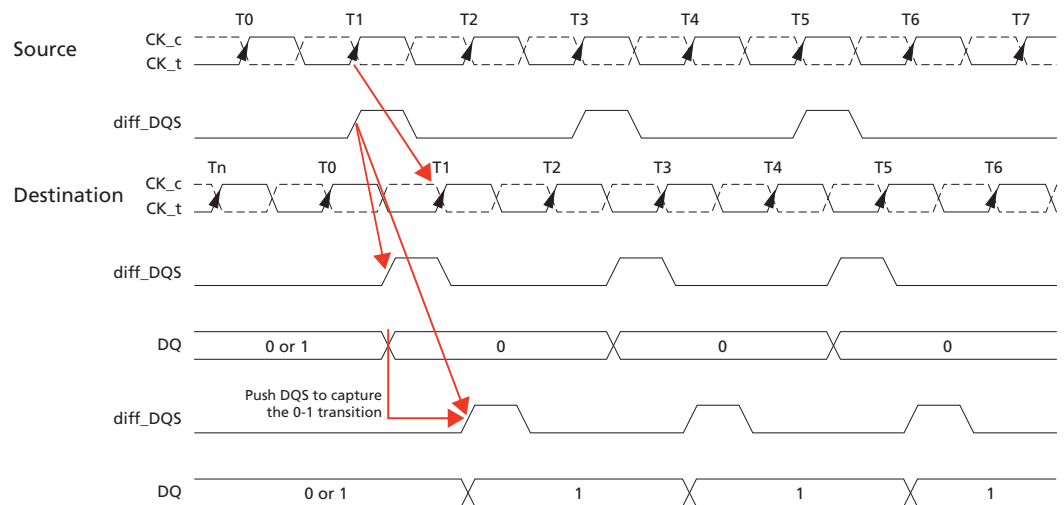 T0 T1 T2 T3 T4 T5 T6 T7
Source
CK_c
CK_t
diff_DQS
Tn T0 T1 T2 T3 T4 T5 T6
Destination
CK_c
CK_t
diff_DQS
DQ 0 or 1 0 0 0
Push DQS to capture
the 0-1 transition
diff_DQS
DQ 0 or 1 1 1 1